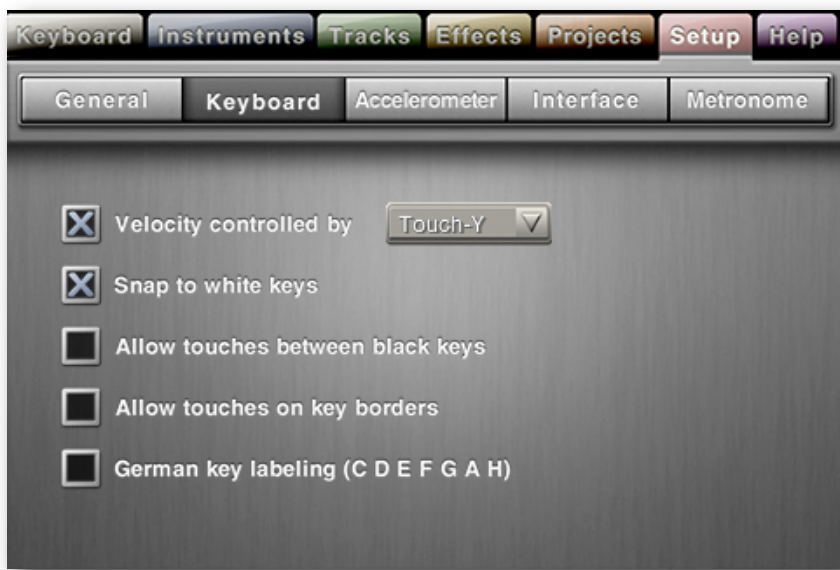 Keyboard Instruments Tracks Effects Projects Setup Help
General Keyboard Accelerometer Interface Metronome
Velocity controlled by Touch-Y
Snap to white keys
Allow touches between black keys
Allow touches on key borders
German key labeling (C D E F G A H)